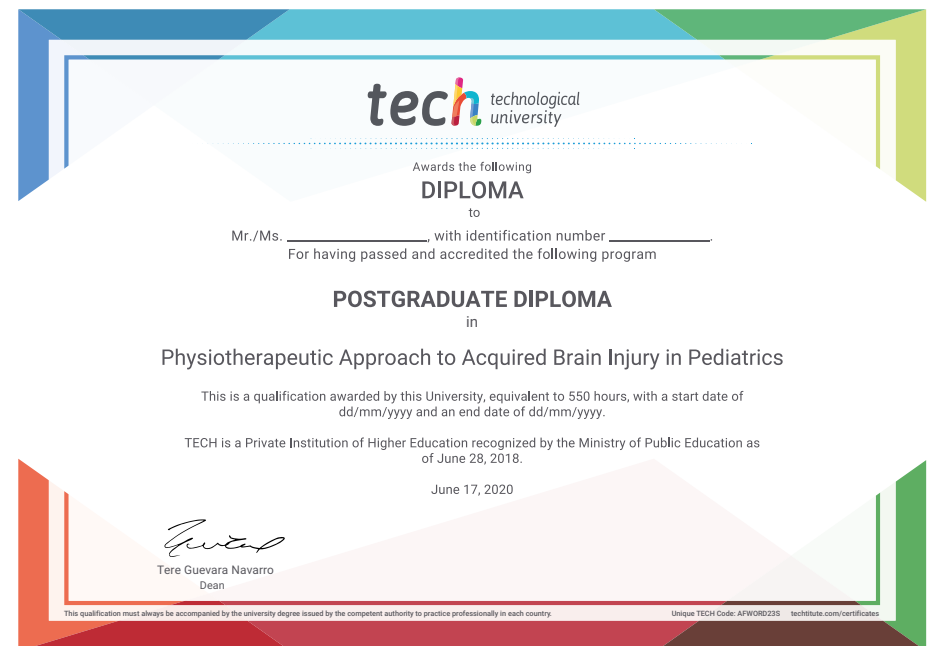 tech technological
university
Awards the following
DIPLOMA
to
Mr./Ms. ____________________, with identification number ______________.
For having passed and accredited the following program
POSTGRADUATE DIPLOMA
in
Physiotherapeutic Approach to Acquired Brain Injury in Pediatrics
This is a qualification awarded by this University, equivalent to 550 hours, with a start date of
dd/mm/yyyy and an end date of dd/mm/yyyy.
TECH is a Private Institution of Higher Education recognized by the Ministry of Public Education as
of June 28, 2018.
June 17, 2020
Tere Guevara Navarro
Dean
This qualification must always be accompanied by the university degree issued by the competent authority to practice professionally in each country. Unique TECH Code: AFWORD23S techtitute.com/certificates